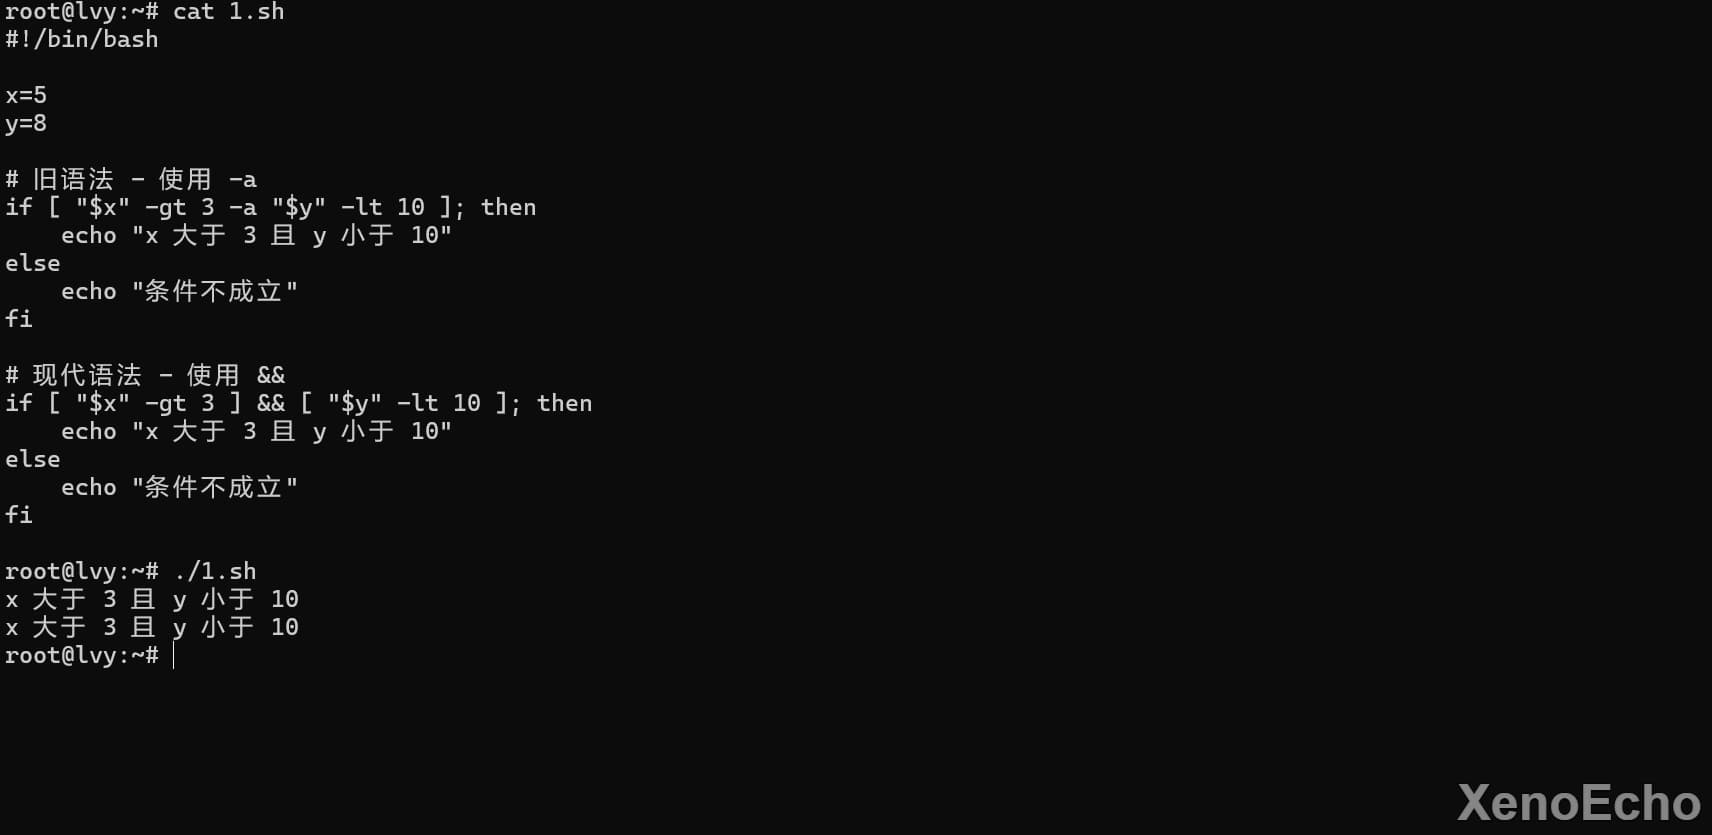 root@lvy:~# cat 1.sh
#!/bin/bash
x=5
y=8
# 旧语法 - 使用 -a
if [ "$x" -gt 3 -a "$y" -lt 10 ]; then
    echo "x 大于 3 且 y 小于 10"
else
    echo "条件不成立"
fi
# 现代语法 - 使用 &&
if [ "$x" -gt 3 ] && [ "$y" -lt 10 ]; then
    echo "x 大于 3 且 y 小于 10"
else
    echo "条件不成立"
fi
root@lvy:~# ./1.sh
x 大于 3 且 y 小于 10
x 大于 3 且 y 小于 10
root@lvy:~#
XenoEcho